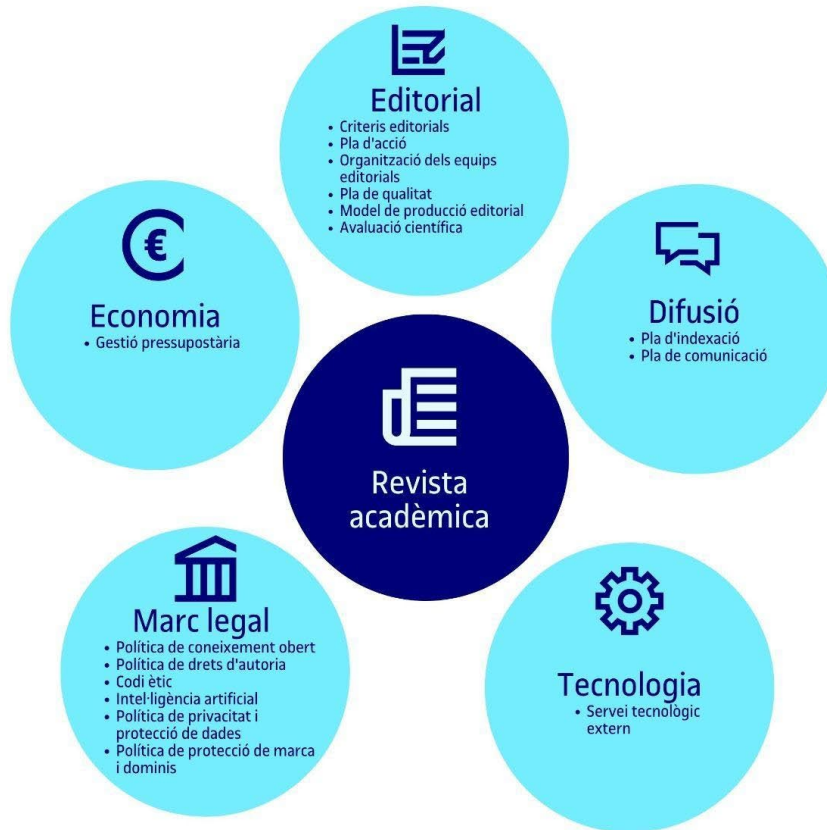 Editorial
• Criteris editorials
• Pla d'acció
• Organització dels equips
editorials
• Pla de qualitat
• Model de producció editorial
• Avaluació científica
€
Economia
• Gestió pressupostària
Difusió
• Pla d'indexació
• Pla de comunicació
Revista
acadèmica
Marc legal
• Política de coneixement obert
• Política de drets d'autoria
• Codi ètic
• Intel·ligència artificial
• Política de privacitat i
protecció de dades
• Política de protecció de marca
i dominis
Tecnologia
• Servei tecnològic
extern